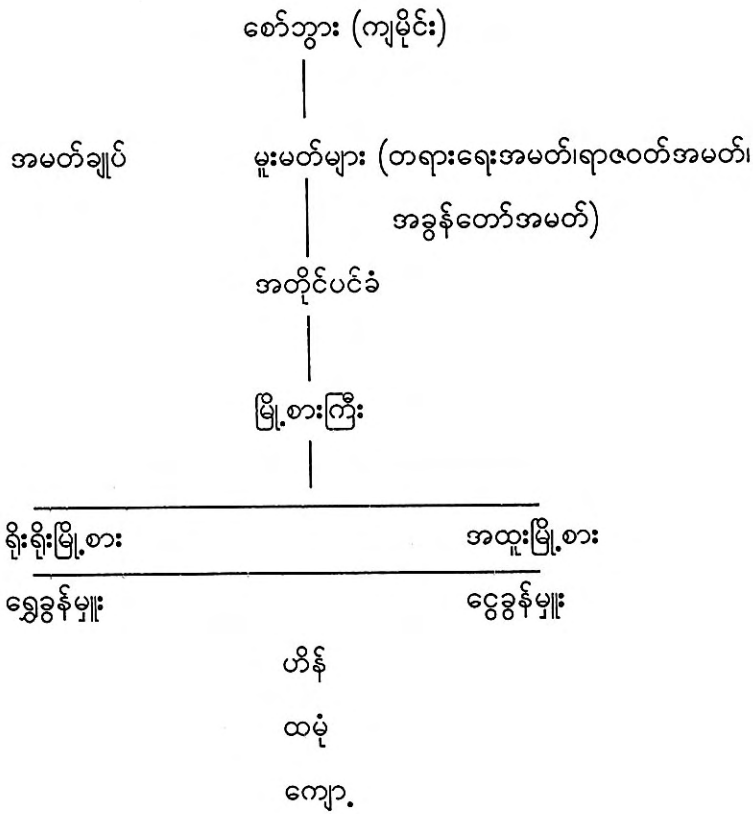 စော်ဘွား (ကျမိုင်း)
အမတ်ချုပ် မှူးမတ်များ (တရားရေးအမတ်၊ရာဇဝတ်အမတ်၊
အခွန်တော်အမတ်)
အတိုင်ပင်ခံ
မြို့စားကြီး
ရိုးရိုးမြို့စား အထူးမြို့စား
ရွှေခွန်မှူး ငွေခွန်မှူး
ဟိန်
ထမုံ
ကျော့